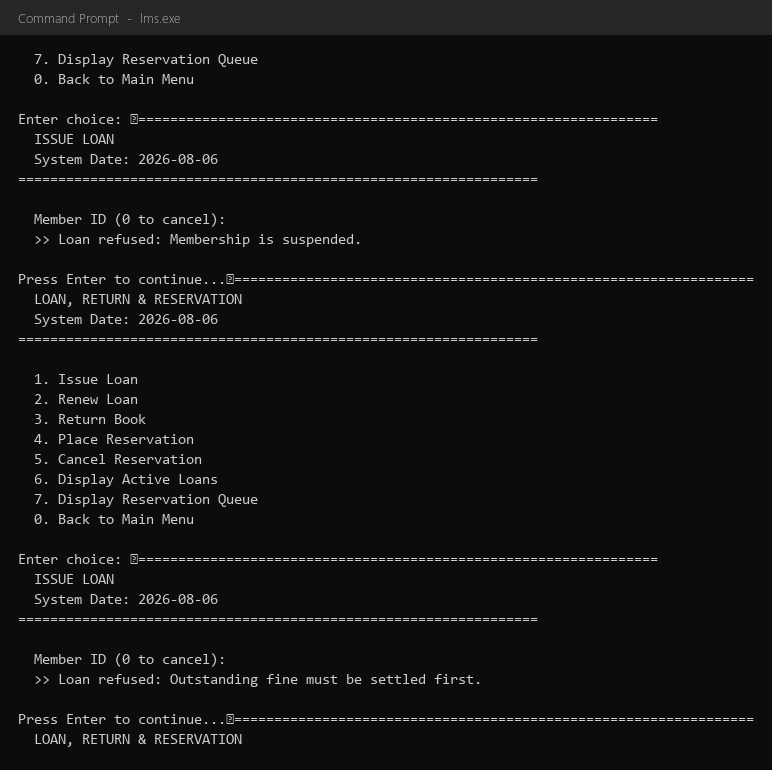 Command Prompt - lms.exe
7. Display Reservation Queue
0. Back to Main Menu
Enter choice: =================================================================
ISSUE LOAN
System Date: 2026-08-06
=================================================================
Member ID (0 to cancel):
>> Loan refused: Membership is suspended.
Press Enter to continue...=================================================================
LOAN, RETURN & RESERVATION
System Date: 2026-08-06
=================================================================
1. Issue Loan
2. Renew Loan
3. Return Book
4. Place Reservation
5. Cancel Reservation
6. Display Active Loans
7. Display Reservation Queue
0. Back to Main Menu
Enter choice: =================================================================
ISSUE LOAN
System Date: 2026-08-06
=================================================================
Member ID (0 to cancel):
>> Loan refused: Outstanding fine must be settled first.
Press Enter to continue...=================================================================
LOAN, RETURN & RESERVATION